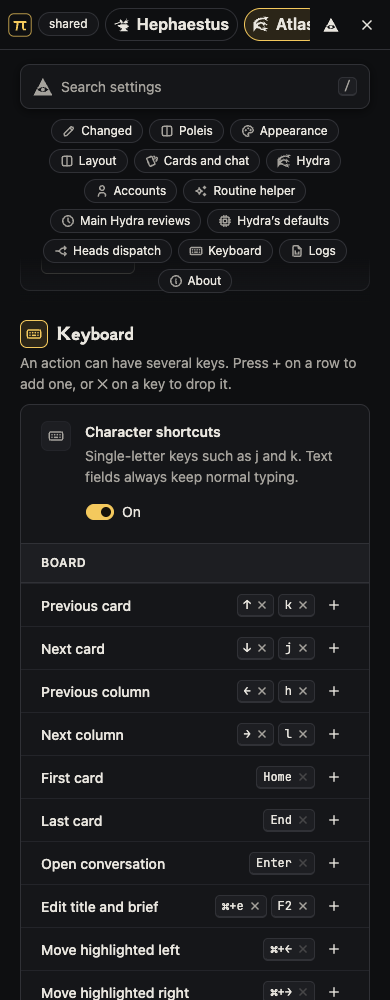 π shared Hephaestus Atlas
Search settings /
Changed Poleis Appearance
Layout Cards and chat Hydra
Accounts Routine helper
Main Hydra reviews Hydra's defaults
Heads dispatch Keyboard Logs
About
Keyboard
An action can have several keys. Press + on a row to
add one, or ✕ on a key to drop it.
Character shortcuts
Single-letter keys such as j and k. Text
fields always keep normal typing.
On
BOARD
Previous card ↑ ✕ k ✕ +
Next card ↓ ✕ j ✕ +
Previous column ← ✕ h ✕ +
Next column → ✕ l ✕ +
First card Home ✕ +
Last card End ✕ +
Open conversation Enter ✕ +
Edit title and brief ⌘+e ✕ F2 ✕ +
Move highlighted left ⌘+← ✕ +
Move highlighted right ⌘+→ ✕ +